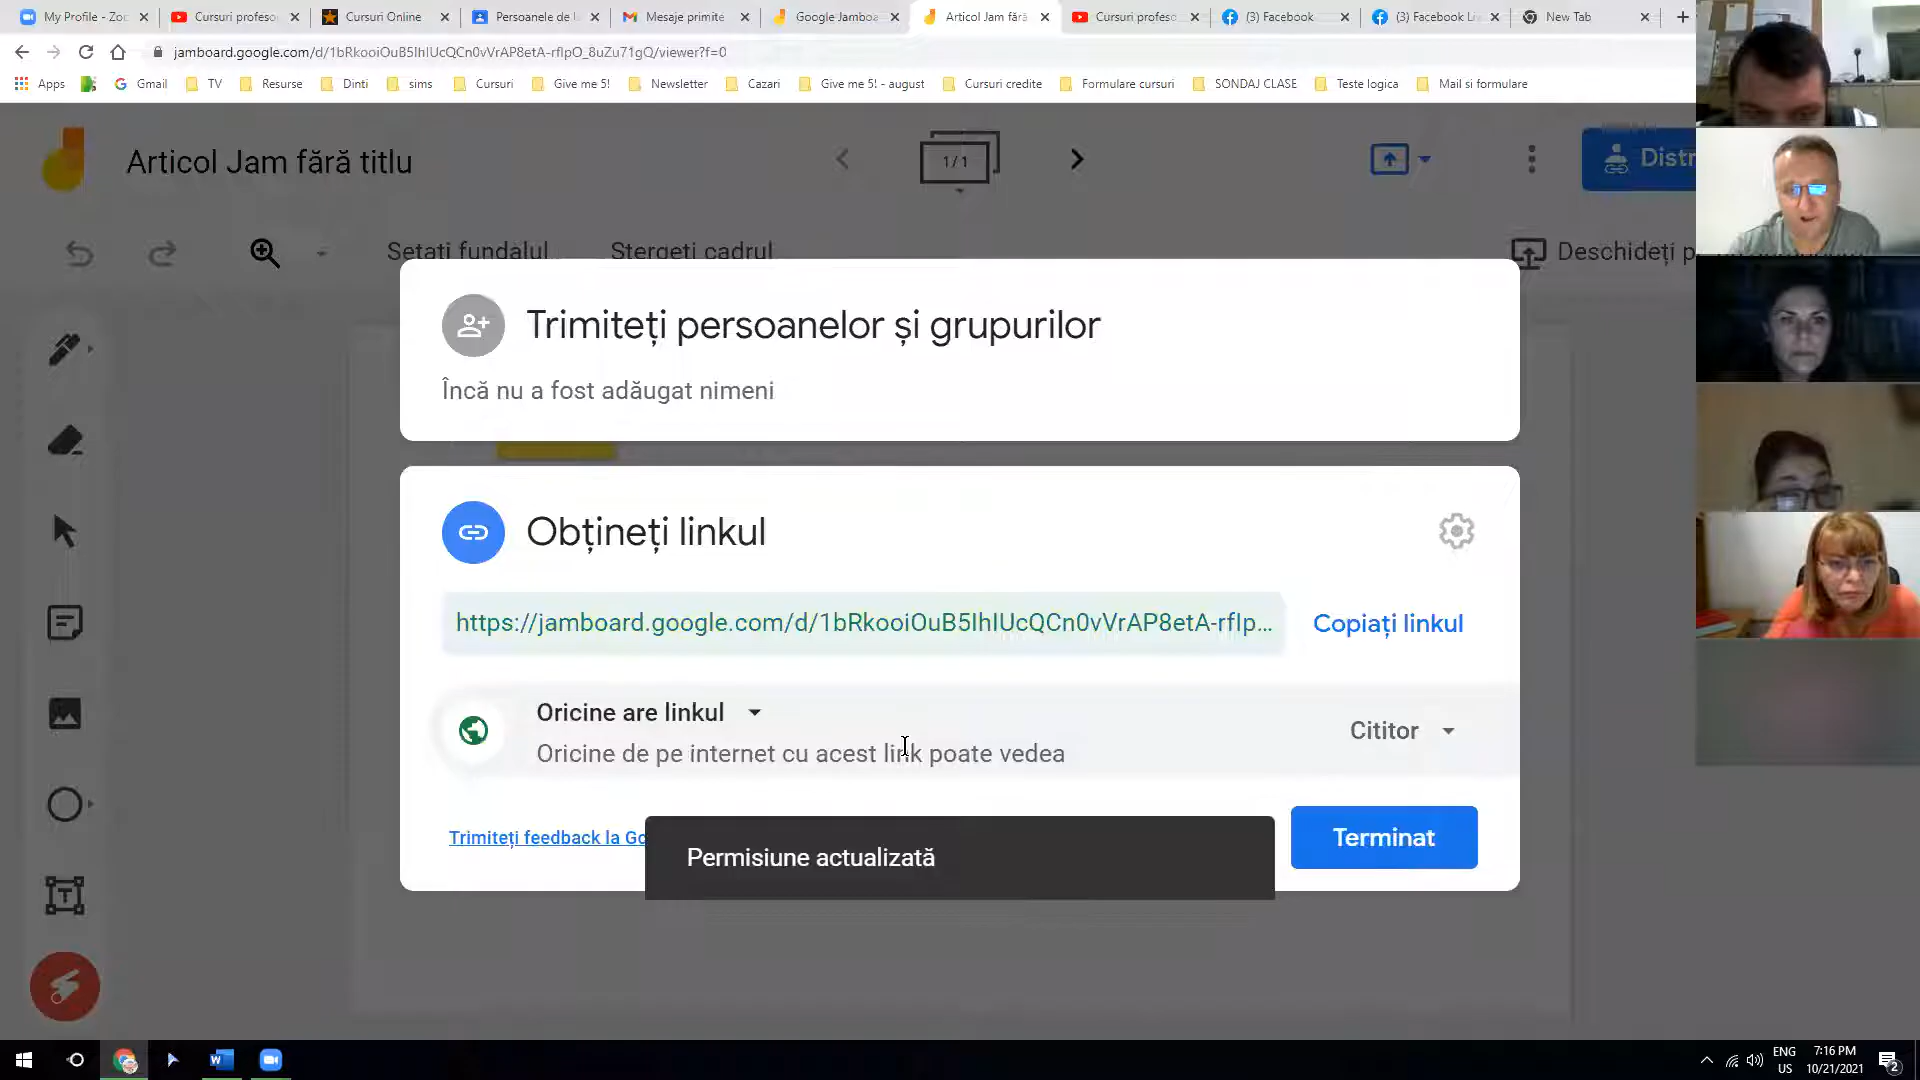 My Profile - Zoo
Cursuri profeso
Cursuri Online
Persoanele de l
Mesaje primite
Google Jamboa
Articol Jam fără
Cursuri profeso
(3) Facebook
(3) Facebook Li
New Tab
jamboard.google.com/d/1bRkooiOuB5IhIUcQCn0vVrAP8etA-rfIpO_8uZu71gQ/viewer?f=0
Apps
Gmail
TV
Resurse
Dinti
sims
Cursuri
Give me 5!
Newsletter
Cazari
Give me 5! - august
Cursuri credite
Formulare cursuri
SONDAJ CLASE
Teste logica
Mail si formulare
Articol Jam fără titlu
1/1
Distr
Setați fundalul
Ștergeți cadrul
Deschideți p
Trimiteți persoanelor și grupurilor
Încă nu a fost adăugat nimeni
Obțineți linkul
https://jamboard.google.com/d/1bRkooiOuB5IhIUcQCn0vVrAP8etA-rfIp...
Copiați linkul
Oricine are linkul
Oricine de pe internet cu acest link poate vedea
Cititor
Trimiteți feedback la Go
Permisiune actualizată
Terminat
ENG
US
7:16 PM
10/21/2021
2